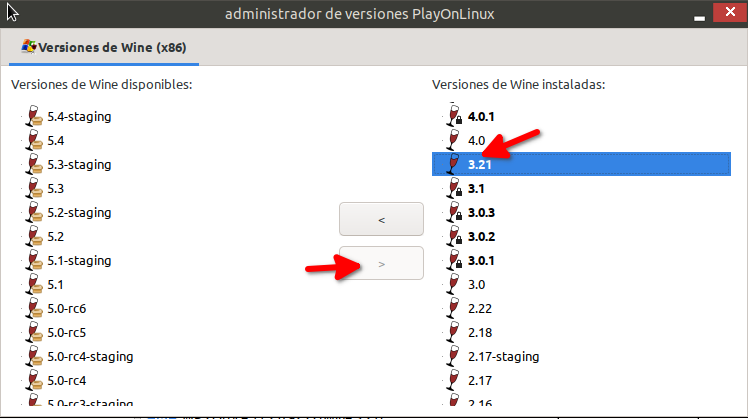 administrador de versiones PlayOnLinux
Versiones de Wine (x86)
Versiones de Wine disponibles:
5.4-staging
5.4
5.3-staging
5.3
5.2-staging
5.2
5.1-staging
5.1
5.0-rc6
5.0-rc5
5.0-rc4-staging
5.0-rc4
5.0-rc3-staging
<
>
Versiones de Wine instaladas:
4.0.1
4.0
3.21
3.1
3.0.3
3.0.2
3.0.1
3.0
2.22
2.18
2.17-staging
2.17
2.16